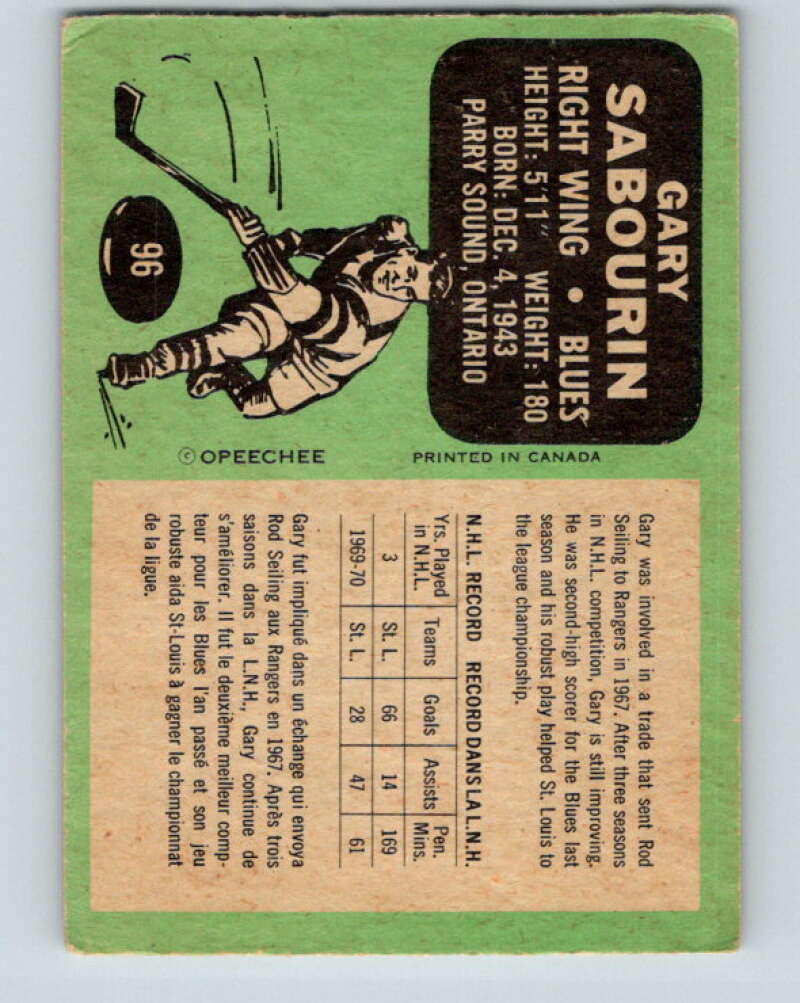 GARY
SABOURIN
RIGHT WING • BLUES
HEIGHT: 5'11" WEIGHT: 180
BORN: DEC. 4, 1943
PARRY SOUND, ONTARIO
96
© OPEECHEE PRINTED IN CANADA
Gary was involved in a trade that sent Rod
Seiling to Rangers in 1967. After three seasons
in N.H.L. competition, Gary is still improving.
He was second-high scorer for the Blues last
season and his robust play helped St. Louis to
the league championship.
N.H.L. RECORD RECORD DANS LA L.N.H.
Yrs. Played in N.H.L. Teams Goals Assists Pen. Mins.
3 St. L. 66 14 169
1969-70 St. L. 28 47 61
Gary fut impliqué dans un échange qui envoya
Rod Seiling aux Rangers en 1967. Après trois
saisons dans la L.N.H., Gary continue de
s'améliorer. Il fut le deuxième meilleur comp-
teur pour les Blues l'an passé et son jeu
robuste aida St-Louis à gagner le championnat
de la ligue.